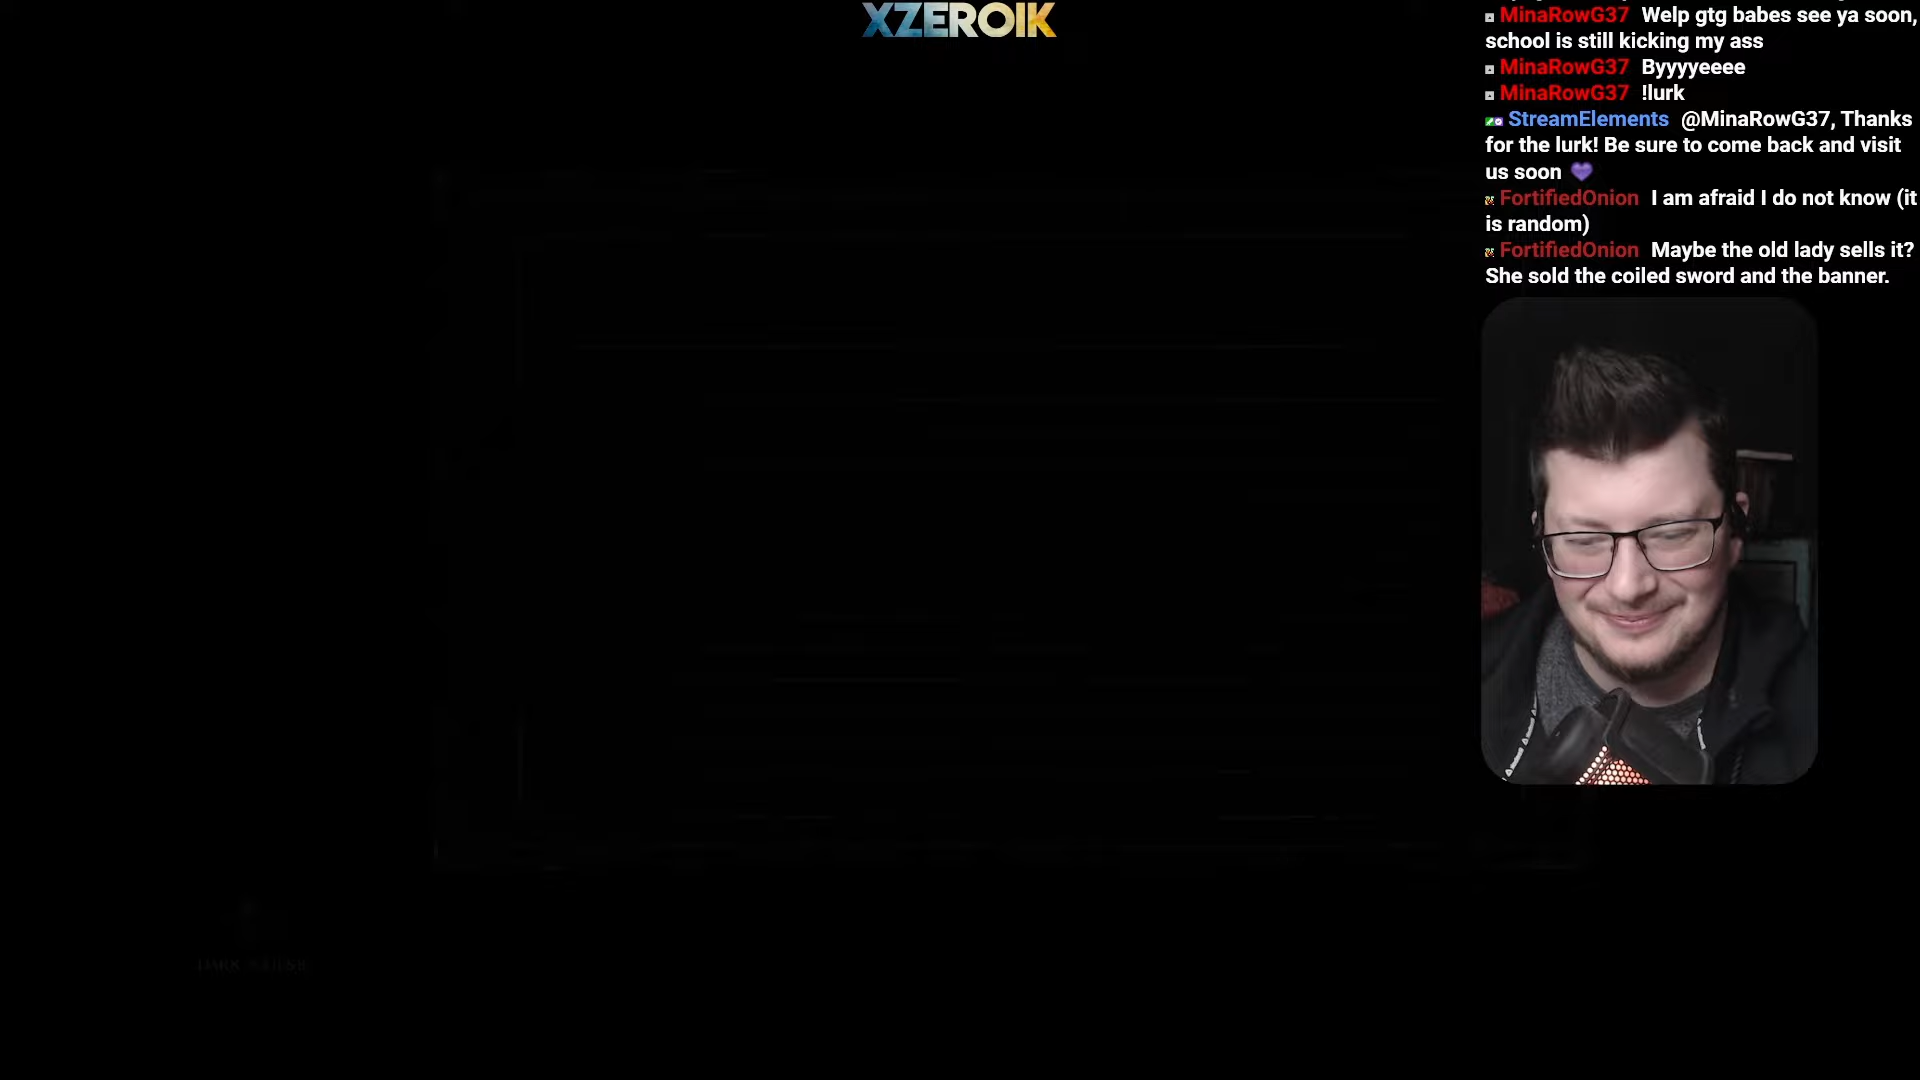 XZEROIK
MinaRowG37 Welp gtg babes see ya soon,
school is still kicking my ass
MinaRowG37 Byyyyeeee
MinaRowG37 !lurk
StreamElements @MinaRowG37, Thanks
for the lurk! Be sure to come back and visit
us soon 💜
FortifiedOnion I am afraid I do not know (it
is random)
FortifiedOnion Maybe the old lady sells it?
She sold the coiled sword and the banner.